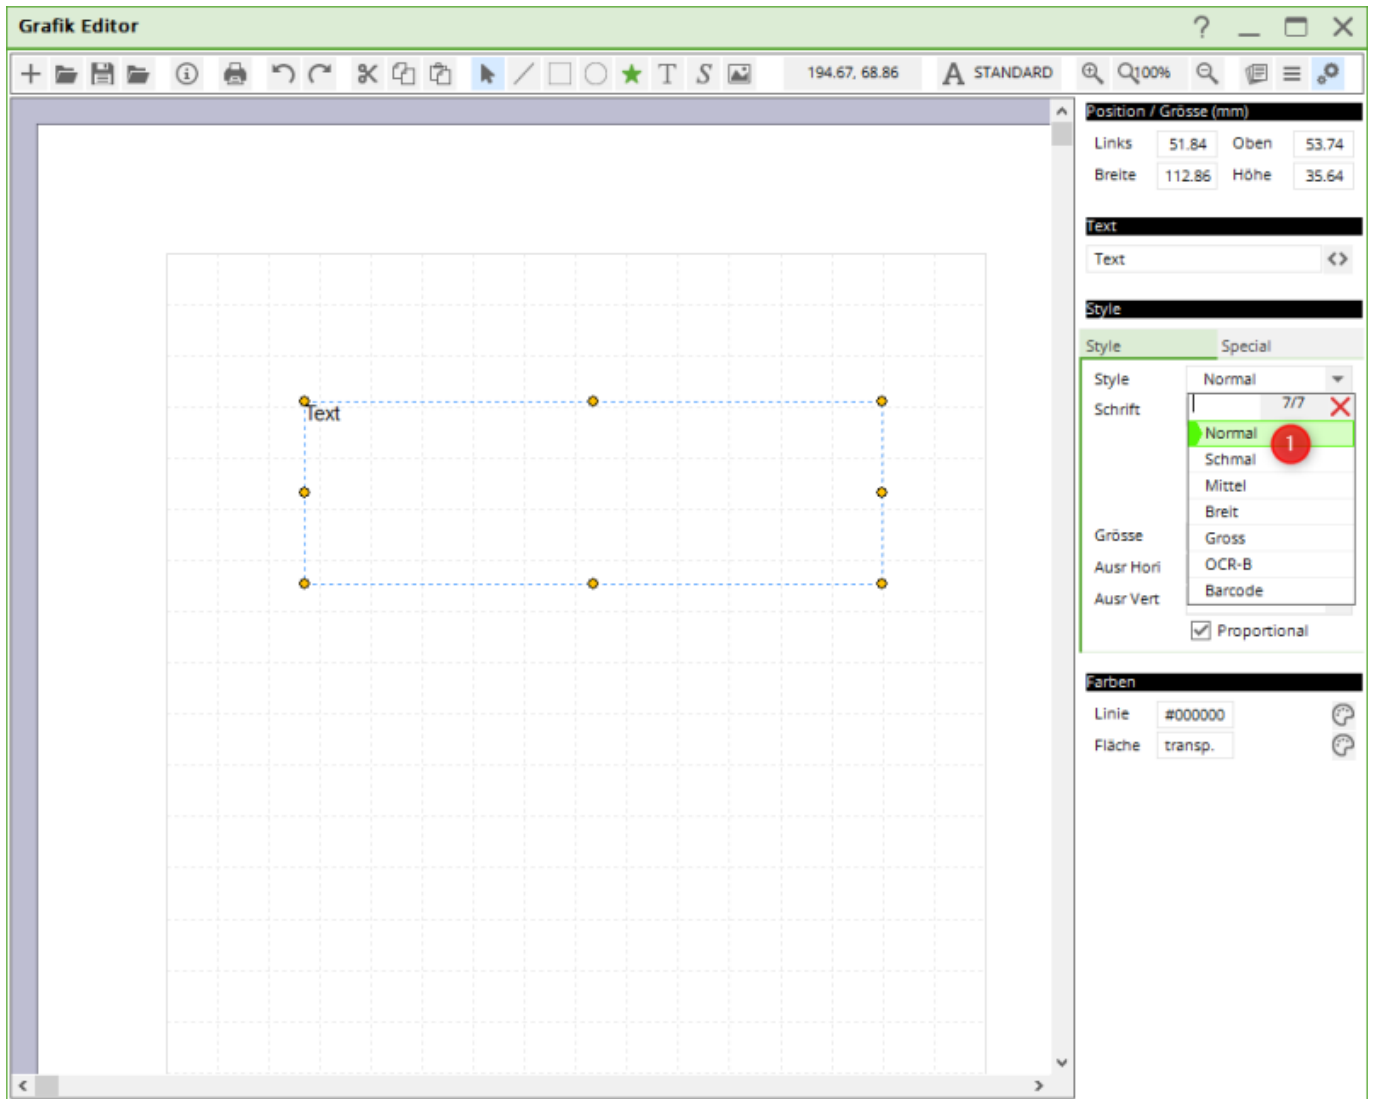 Grafik Editor
?
T S 194.67, 68.86 A STANDARD 100%
Position / Grösse (mm)
Links 51.84 Oben 53.74
Breite 112.86 Höhe 35.64
Text
Text <>
Style
Style Special
Style Normal
Schrift 7/7
Text
Normal 1
Schmal
Mittel
Breit
Grösse Gross
Ausr Hori OCR-B
Ausr Vert Barcode
Proportional
Farben
Linie #000000
Fläche transp.